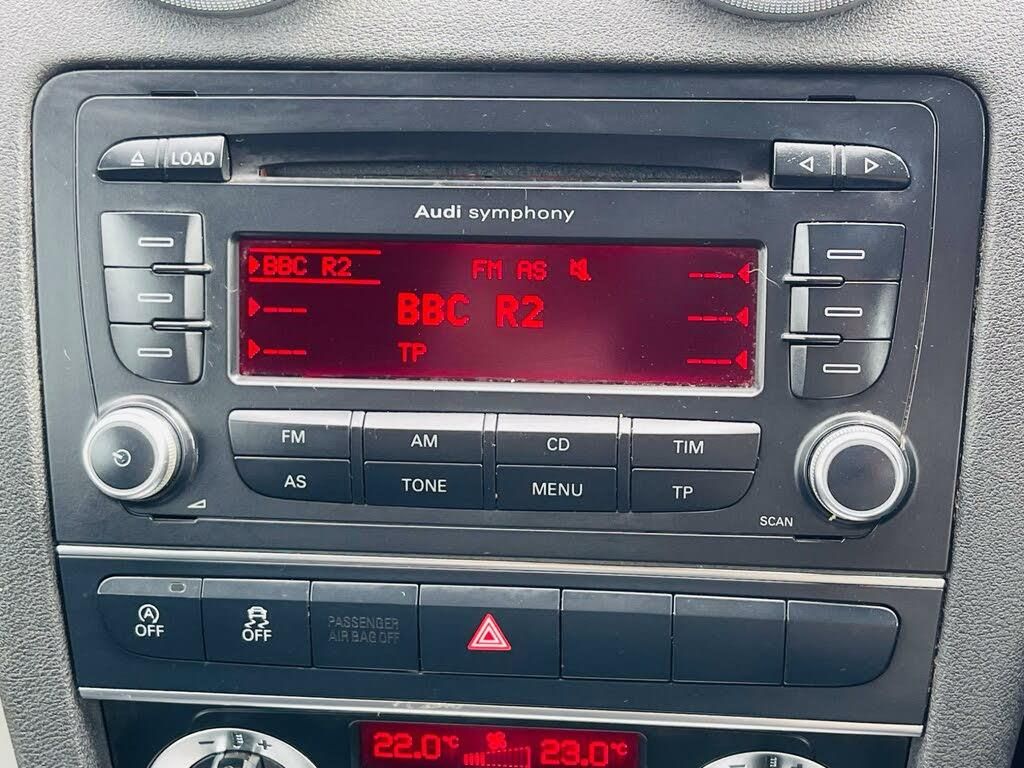 LOAD
Audi symphony
BBC R2 FM AS
BBC R2
TP
FM AM CD TIM
AS TONE MENU TP
SCAN
A OFF
OFF
PASSENGER
AIR BAG OFF
22.0°C 23.0°C